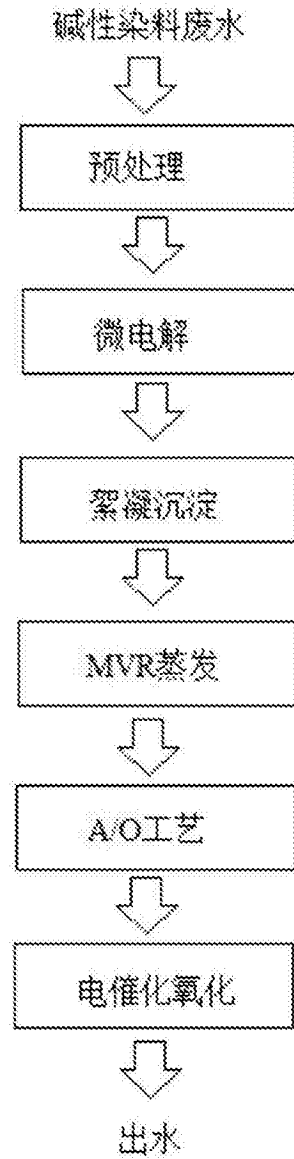 碱性染料废水
预处理
微电解
絮凝沉淀
MVR蒸发
A/O工艺
电催化氧化
出水